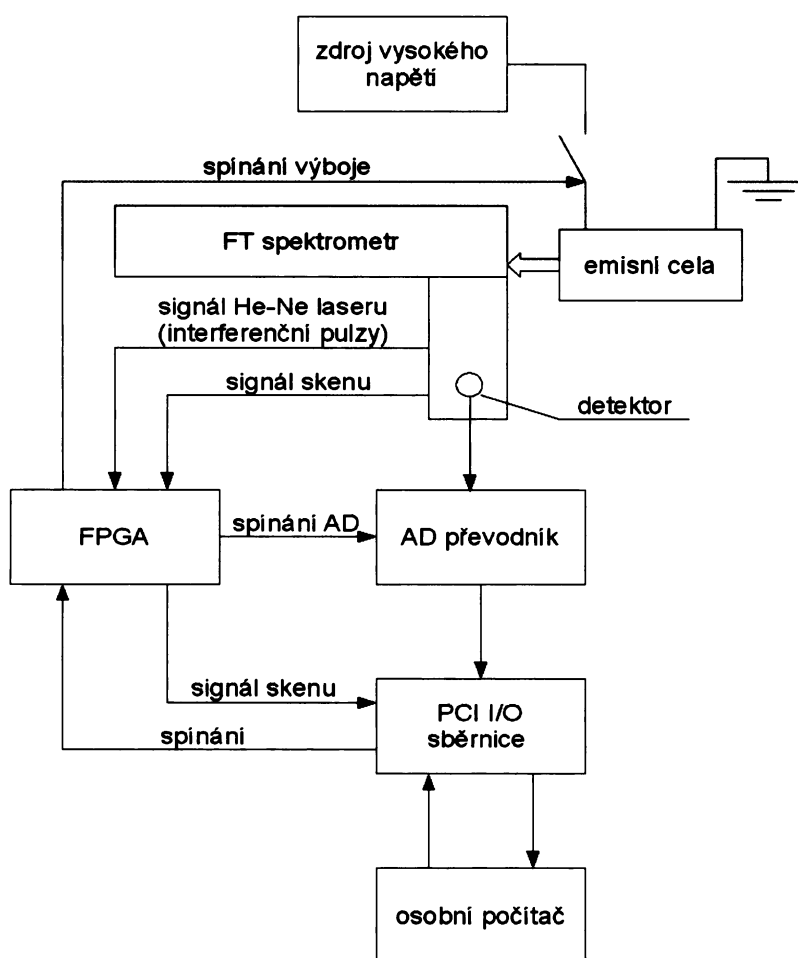 zdroj vysokého
napětí
spínání výboje
FT spektrometr
emisní cela
signál He-Ne laseru
(interferenční pulzy)
signál skenu
detektor
FPGA
spínání AD
AD převodník
signál skenu
PCI I/O
sběrnice
spínání
osobní počítač